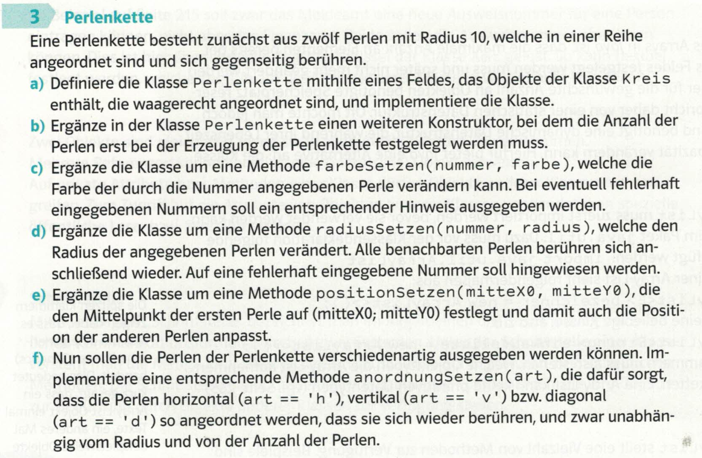 3 Perlenkette
Eine Perlenkette besteht zunächst aus zwölf Perlen mit Radius 10, welche in einer Reihe
angeordnet sind und sich gegenseitig berühren.
a) Definiere die Klasse Perlenkette mithilfe eines Feldes, das Objekte der Klasse Kreis
enthält, die waagerecht angeordnet sind, und implementiere die Klasse.
b) Ergänze in der Klasse Perlenkette einen weiteren Konstruktor, bei dem die Anzahl der
Perlen erst bei der Erzeugung der Perlenkette festgelegt werden muss.
c) Ergänze die Klasse um eine Methode farbeSetzen(nummer, farbe), welche die
Farbe der durch die Nummer angegebenen Perle verändern kann. Bei eventuell fehlerhaft
eingegebenen Nummern soll ein entsprechender Hinweis ausgegeben werden.
d) Ergänze die Klasse um eine Methode radiusSetzen(nummer, radius), welche den
Radius der angegebenen Perlen verändert. Alle benachbarten Perlen berühren sich an-
schließend wieder. Auf eine fehlerhaft eingegebene Nummer soll hingewiesen werden.
e) Ergänze die Klasse um eine Methode positionSetzen(mitteX0, mitteY0), die
den Mittelpunkt der ersten Perle auf (mitteX0; mitteY0) festlegt und damit auch die Positi-
on der anderen Perlen anpasst.
f) Nun sollen die Perlen der Perlenkette verschiedenartig ausgegeben werden können. Im-
plementiere eine entsprechende Methode anordnungSetzen(art), die dafür sorgt,
dass die Perlen horizontal (art == 'h'), vertikal (art == 'v') bzw. diagonal
(art == 'd') so angeordnet werden, dass sie sich wieder berühren, und zwar unabhän-
gig vom Radius und von der Anzahl der Perlen.